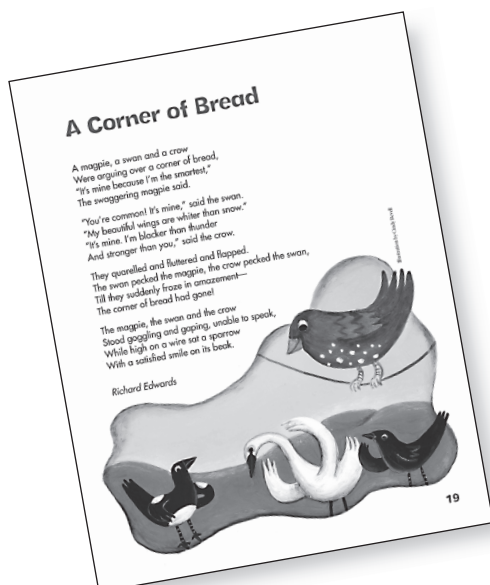 A Corner of Bread
A magpie, a swan and a crow
Were arguing over a corner of bread,
"It's mine because I'm the smartest,"
The swaggering magpie said.
"You're common! It's mine," said the swan.
"My beautiful wings are whiter than snow."
"It's mine. I'm blacker than thunder
And stronger than you," said the crow.
They quarelled and fluttered and flapped.
The swan pecked the magpie, the crow pecked the swan,
Till they suddenly froze in amazement—
The corner of bread had gone!
The magpie, the swan and the crow
Stood goggling and gaping, unable to speak,
While high on a wire sat a sparrow
With a satisfied smile on its beak.
Richard Edwards
19